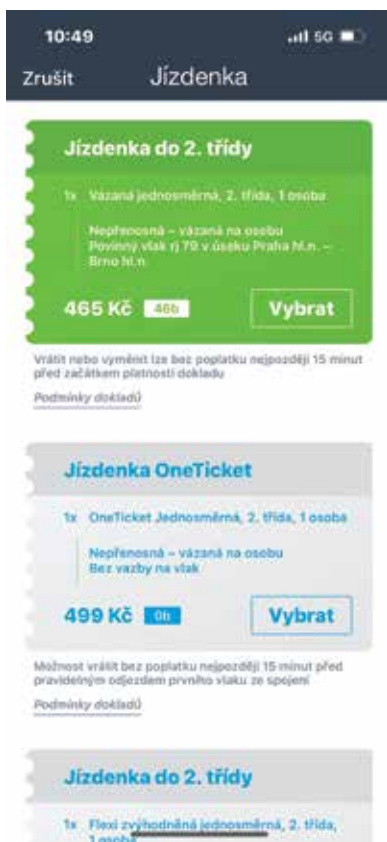 10:49
5G
Zrušit
Jízdenka
Jízdenka do 2. třídy
1x Vázaná jednosměrná, 2. třída, 1 osoba
Nepřenosná – vázaná na osobu
Povinný vlak rj 79 v úseku Praha hl.n. –
Brno hl.n.
465 Kč 46b Vybrat
Vrátit nebo vyměnit lze bez poplatku nejpozději 15 minut
před začátkem platnosti dokladu
Podmínky dokladů
Jízdenka OneTicket
1x OneTicket Jednosměrná, 2. třída, 1 osoba
Nepřenosná – vázaná na osobu
Bez vazby na vlak
499 Kč 0b Vybrat
Možnost vrátit bez poplatku nejpozději 15 minut před
pravidelným odjezdem prvního vlaku ze spojení
Podmínky dokladů
Jízdenka do 2. třídy
1x Flexi zvýhodněná jednosměrná, 2. třída,
1 osoba